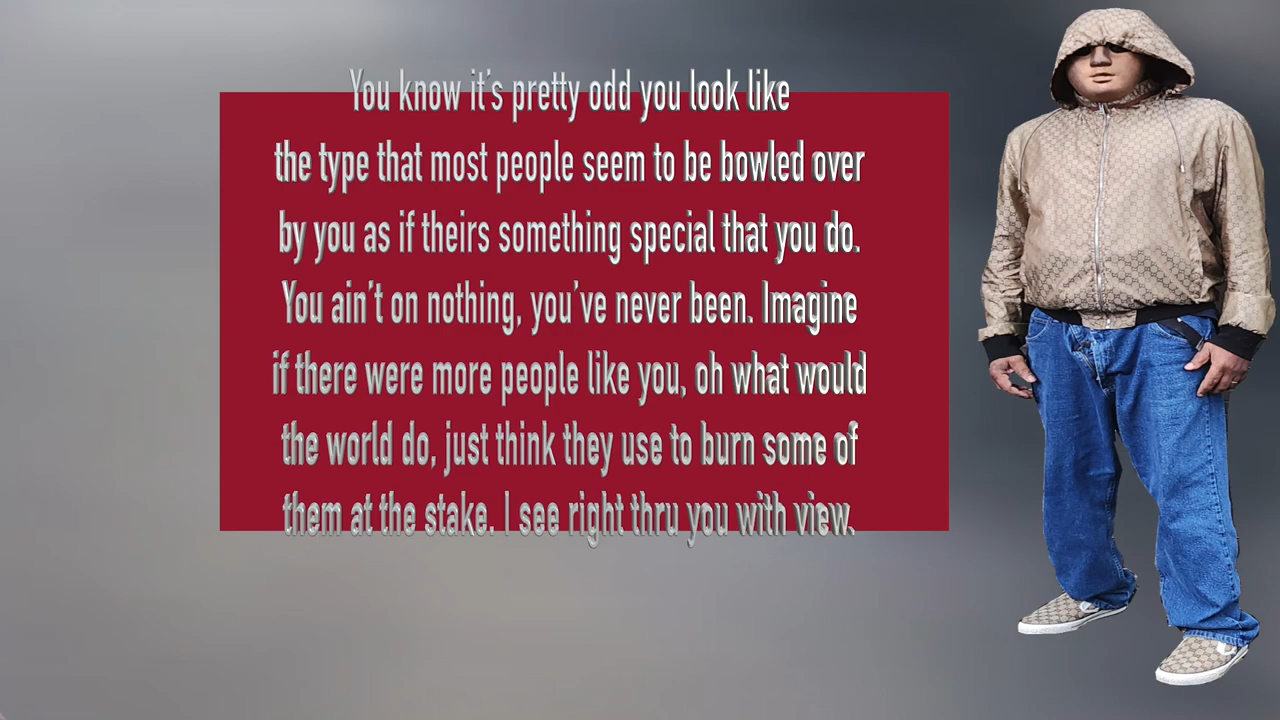 You know it's pretty odd you look like
the type that most people seem to be bowled over
by you as if theirs something special that you do.
You ain't on nothing, you've never been. Imagine
if there were more people like you, oh what would
the world do, just think they use to burn some of
them at the stake. I see right thru you with view.